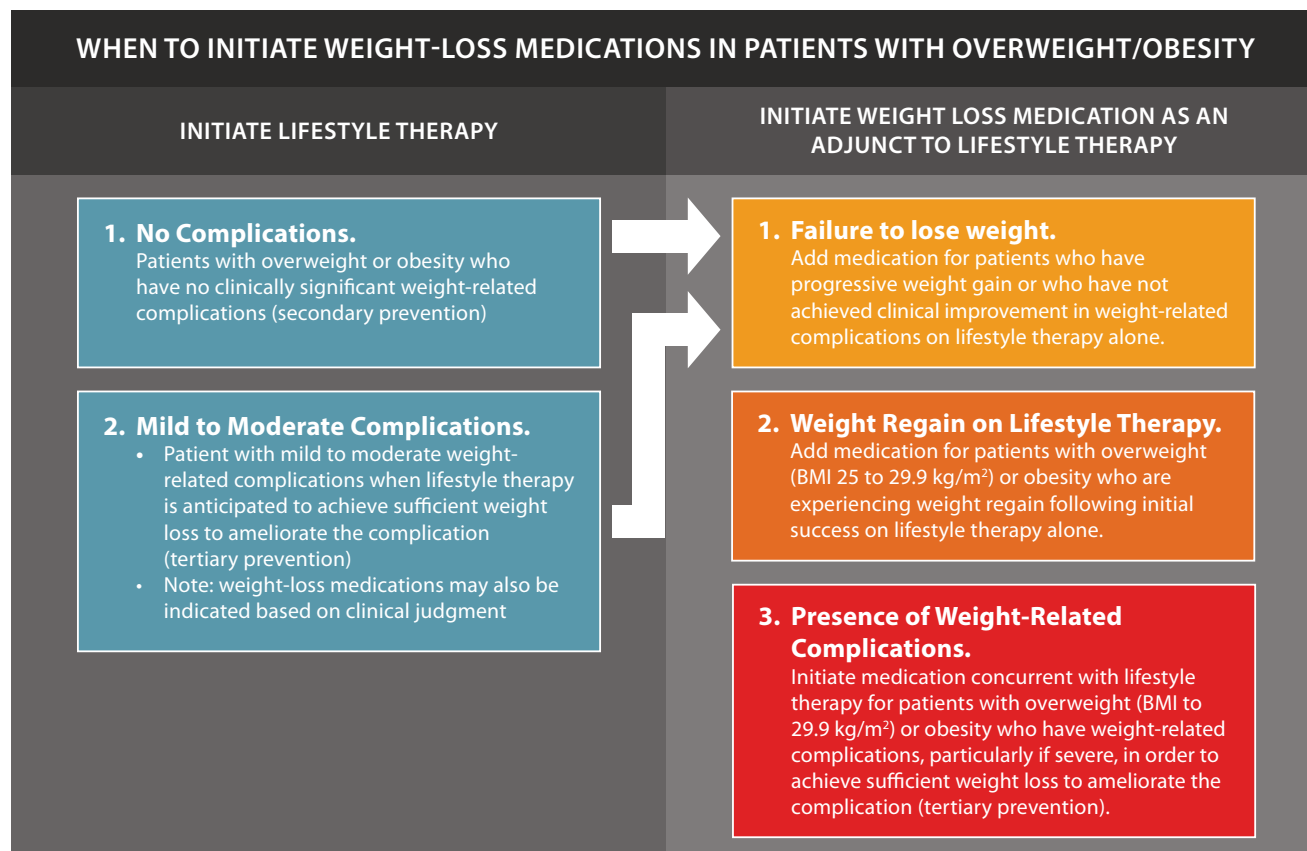 WHEN TO INITIATE WEIGHT-LOSS MEDICATIONS IN PATIENTS WITH OVERWEIGHT/OBESITY
INITIATE LIFESTYLE THERAPY
1. No Complications.
Patients with overweight or obesity who
have no clinically significant weight-related
complications (secondary prevention)
2. Mild to Moderate Complications.
• Patient with mild to moderate weight-
related complications when lifestyle therapy
is anticipated to achieve sufficient weight
loss to ameliorate the complication
(tertiary prevention)
• Note: weight-loss medications may also be
indicated based on clinical judgment
INITIATE WEIGHT LOSS MEDICATION AS AN
ADJUNCT TO LIFESTYLE THERAPY
1. Failure to lose weight.
Add medication for patients who have
progressive weight gain or who have not
achieved clinical improvement in weight-related
complications on lifestyle therapy alone.
2. Weight Regain on Lifestyle Therapy.
Add medication for patients with overweight
(BMI 25 to 29.9 kg/m²) or obesity who are
experiencing weight regain following initial
success on lifestyle therapy alone.
3. Presence of Weight-Related
Complications.
Initiate medication concurrent with lifestyle
therapy for patients with overweight (BMI to
29.9 kg/m²) or obesity who have weight-related
complications, particularly if severe, in order to
achieve sufficient weight loss to ameliorate the
complication (tertiary prevention).